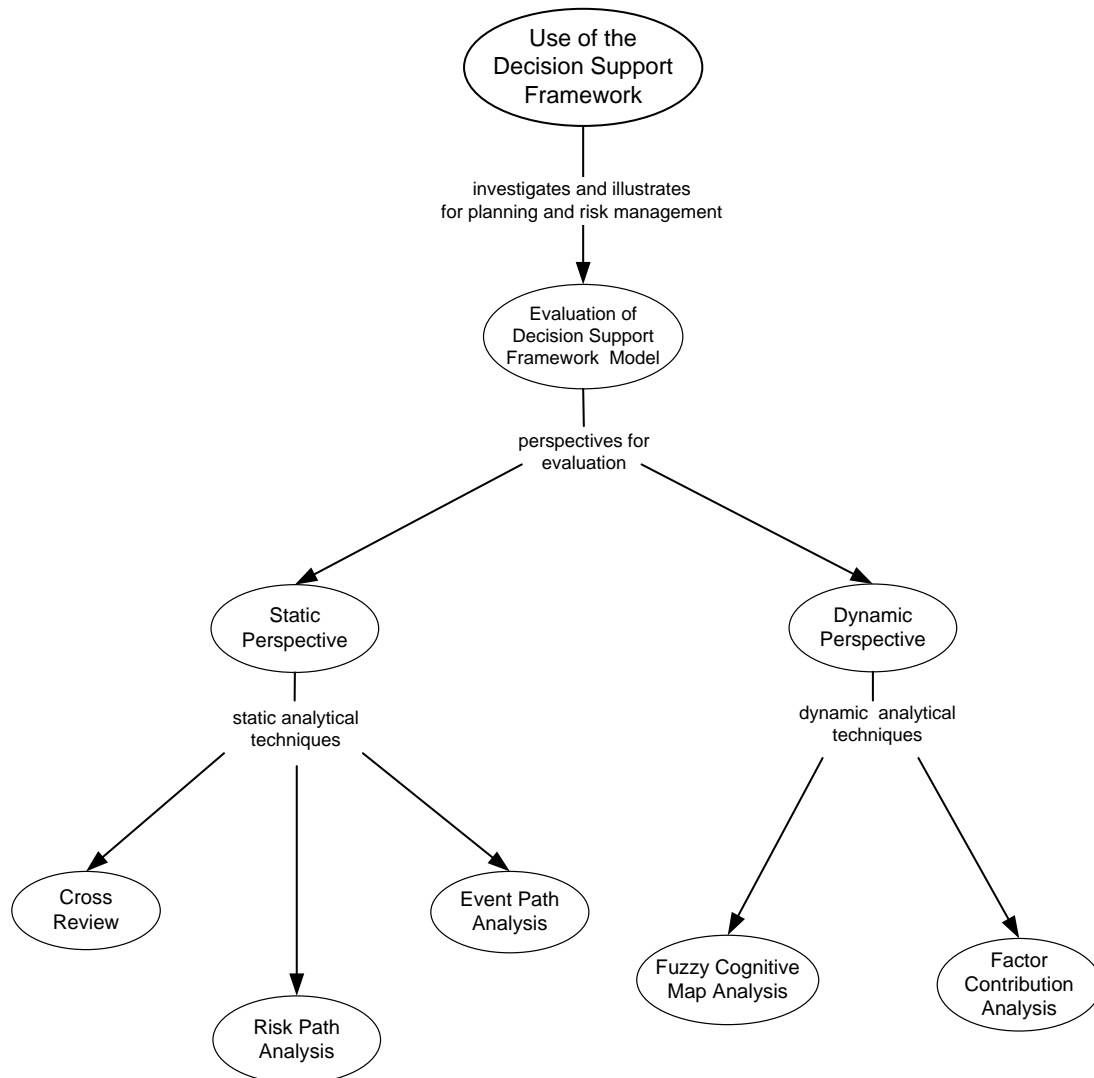 Use of the
Decision Support
Framework
investigates and illustrates
for planning and risk management
Evaluation of
Decision Support
Framework Model
perspectives for
evaluation
Static
Perspective
Dynamic
Perspective
static analytical
techniques
dynamic analytical
techniques
Cross
Review
Event Path
Analysis
Risk Path
Analysis
Fuzzy Cognitive
Map Analysis
Factor
Contribution
Analysis